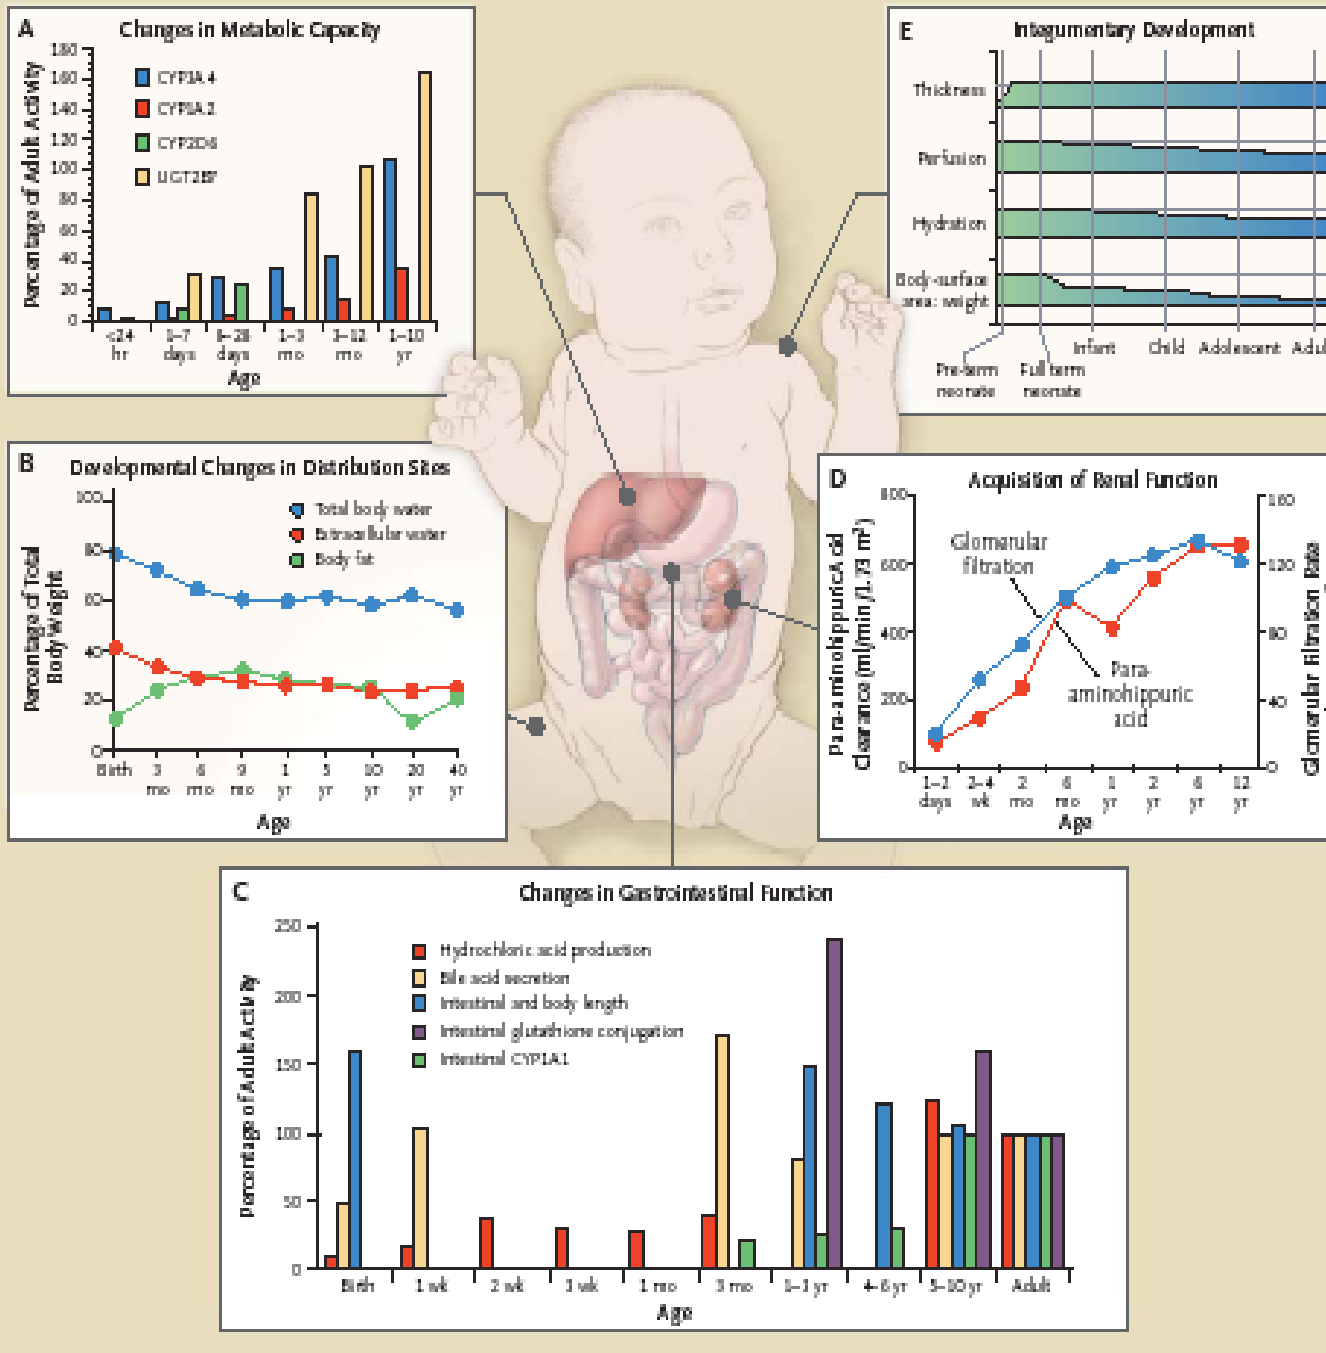 A
Changes in Metabolic Capacity
Percentage of Adult Activity
180
160
140
120
100
80
60
40
20
0
CYP3A4
CYP1A2
CYP2D6
UGT2B7
<24 hr
1–7 days
8–28 days
1–3 mo
3–12 mo
1–10 yr
Age
E
Integumentary Development
Thickness
Perfusion
Hydration
Body-surface
area: weight
Pre-term
neonate
Full term
neonate
Infant
Child
Adolescent
B
Developmental Changes in Distribution Sites
Percentage of Total
Body Weight
100
80
60
40
20
0
Total body water
Extracellular water
Body fat
Birth
3 mo
6 mo
9 mo
1 yr
5 yr
10 yr
20 yr
40 yr
Age
D
Acquisition of Renal Function
Para-aminohippuric Acid
Clearance (ml/min/1.73 m²)
800
600
400
200
0
Glomerular
filtration
Para-
aminohippuric
acid
160
120
80
40
0
Glomerular Filtration Rate
1–2 days
2–4 wk
2 mo
6 mo
1 yr
2 yr
6 yr
12 yr
Age
C
Changes in Gastrointestinal Function
Percentage of Adult Activity
250
200
150
100
50
0
Hydrochloric acid production
Bile acid secretion
Intestinal and body length
Intestinal glutathione conjugation
Intestinal CYP1A1
Birth
1 wk
2 wk
3 wk
1 mo
3 mo
1–3 yr
4–6 yr
5–10 yr
Adult
Age